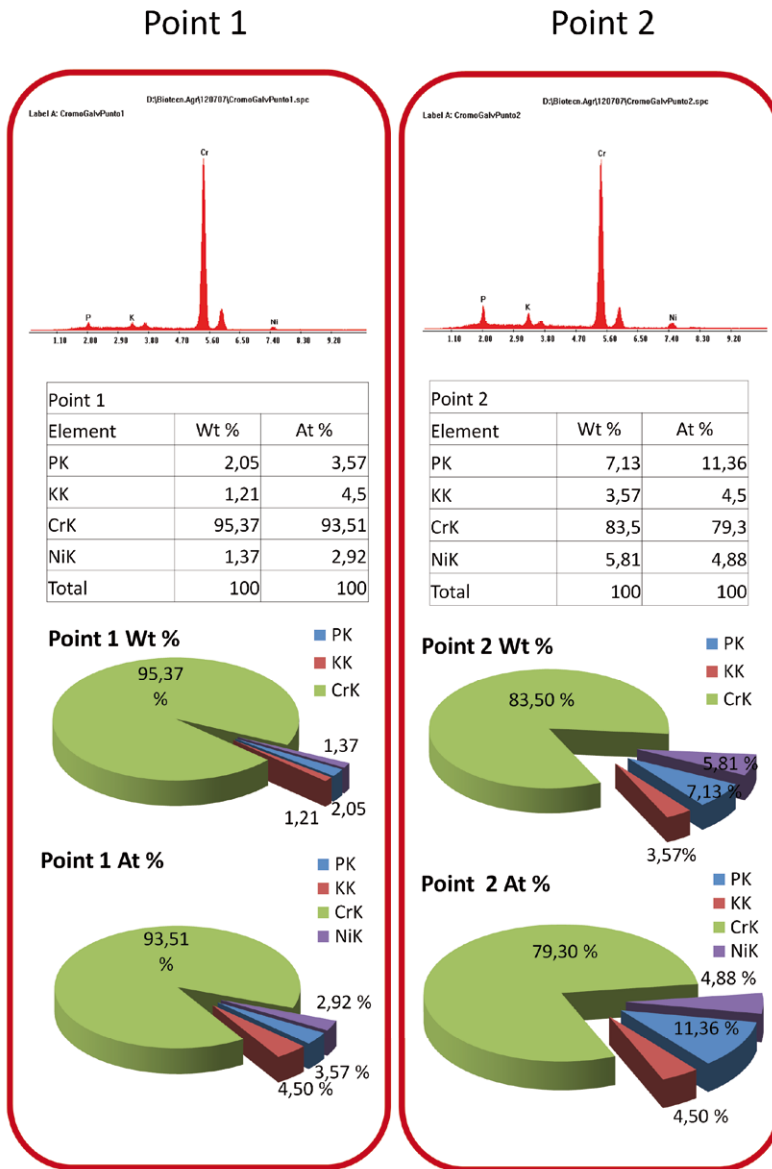 Point 1
D:\Biotecn.Agr\120707\CromoGalvPunto1.spc
Label A: CromoGalvPunto1
Cr
P K Ni
1.10 2.00 2.90 3.80 4.70 5.60 6.50 7.40 8.30 9.20
Point 1
Element Wt % At %
PK 2,05 3,57
KK 1,21 4,5
CrK 95,37 93,51
NiK 1,37 2,92
Total 100 100
Point 1 Wt %
PK
KK
CrK
95,37
%
1,37
2,05
1,21
Point 1 At %
PK
KK
CrK
NiK
93,51
%
2,92 %
3,57 %
4,50 %
Point 2
D:\Biotecn.Agr\120707\CromoGalvPunto2.spc
Label A: CromoGalvPunto2
Cr
P K Ni
1.10 2.00 2.90 3.80 4.70 5.60 6.50 7.40 8.30 9.20
Point 2
Element Wt % At %
PK 7,13 11,36
KK 3,57 4,5
CrK 83,5 79,3
NiK 5,81 4,88
Total 100 100
Point 2 Wt %
PK
KK
CrK
83,50 %
5,81 %
7,13 %
3,57%
Point 2 At %
PK
KK
CrK
NiK
79,30 %
4,88 %
11,36 %
4,50 %